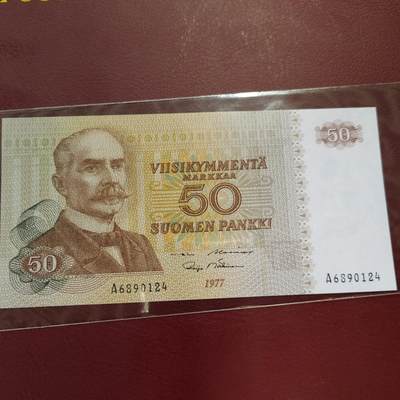 50
VIISIKYMMENTÄ
MARKKAA
50
SUOMEN PANKKI
50
A6890124
1977
A6890124